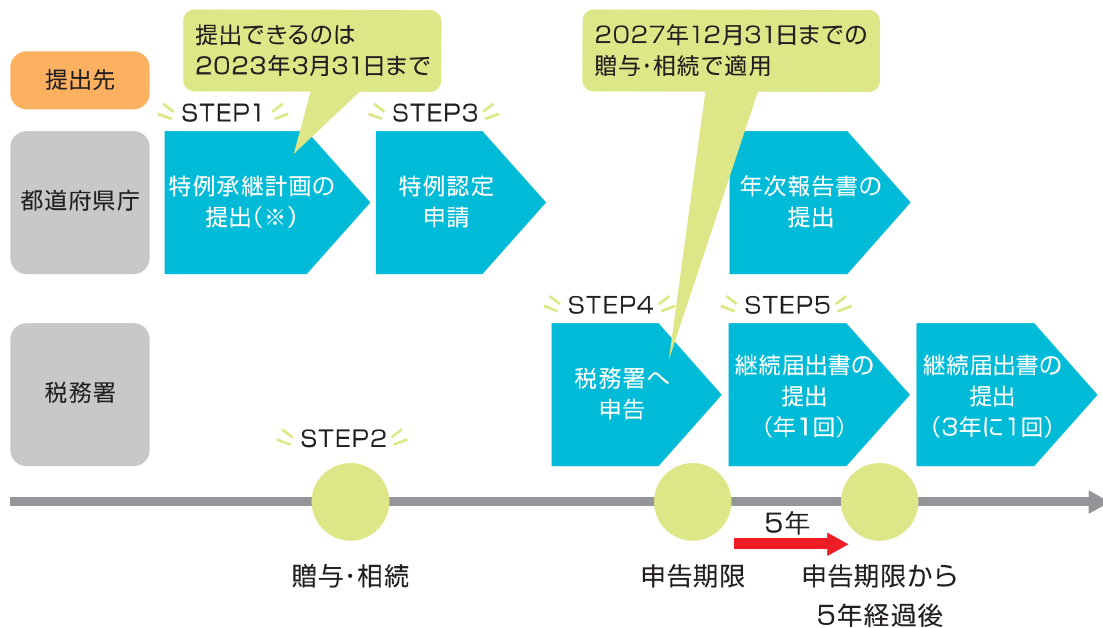 提出できるのは
2023年3月31日まで
2027年12月31日までの
贈与・相続で適用
提出先
STEP1
STEP3
都道府県庁
特例承継計画の
提出(※)
特例認定
申請
年次報告書の
提出
STEP4
STEP5
税務署
税務署へ
申告
継続届出書の
提出
(年1回)
継続届出書の
提出
(3年に1回)
STEP2
5年
贈与・相続
申告期限
申告期限から
5年経過後